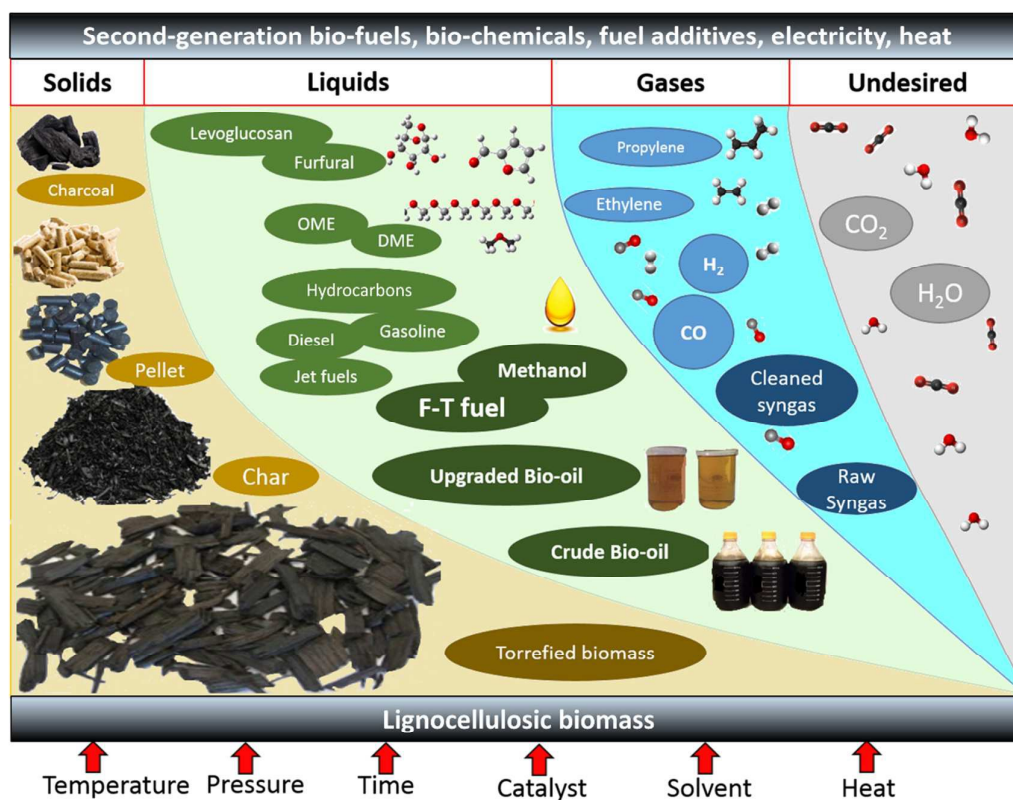 Second-generation bio-fuels, bio-chemicals, fuel additives, electricity, heat
Solids
Liquids
Gases
Undesired
Charcoal
Pellet
Char
Torrefied biomass
Levoglucosan
Furfural
OME
DME
Hydrocarbons
Diesel
Gasoline
Jet fuels
Methanol
F-T fuel
Upgraded Bio-oil
Crude Bio-oil
Propylene
Ethylene
H₂
CO
Cleaned
syngas
Raw
Syngas
CO₂
H₂O
Lignocellulosic biomass
Temperature
Pressure
Time
Catalyst
Solvent
Heat